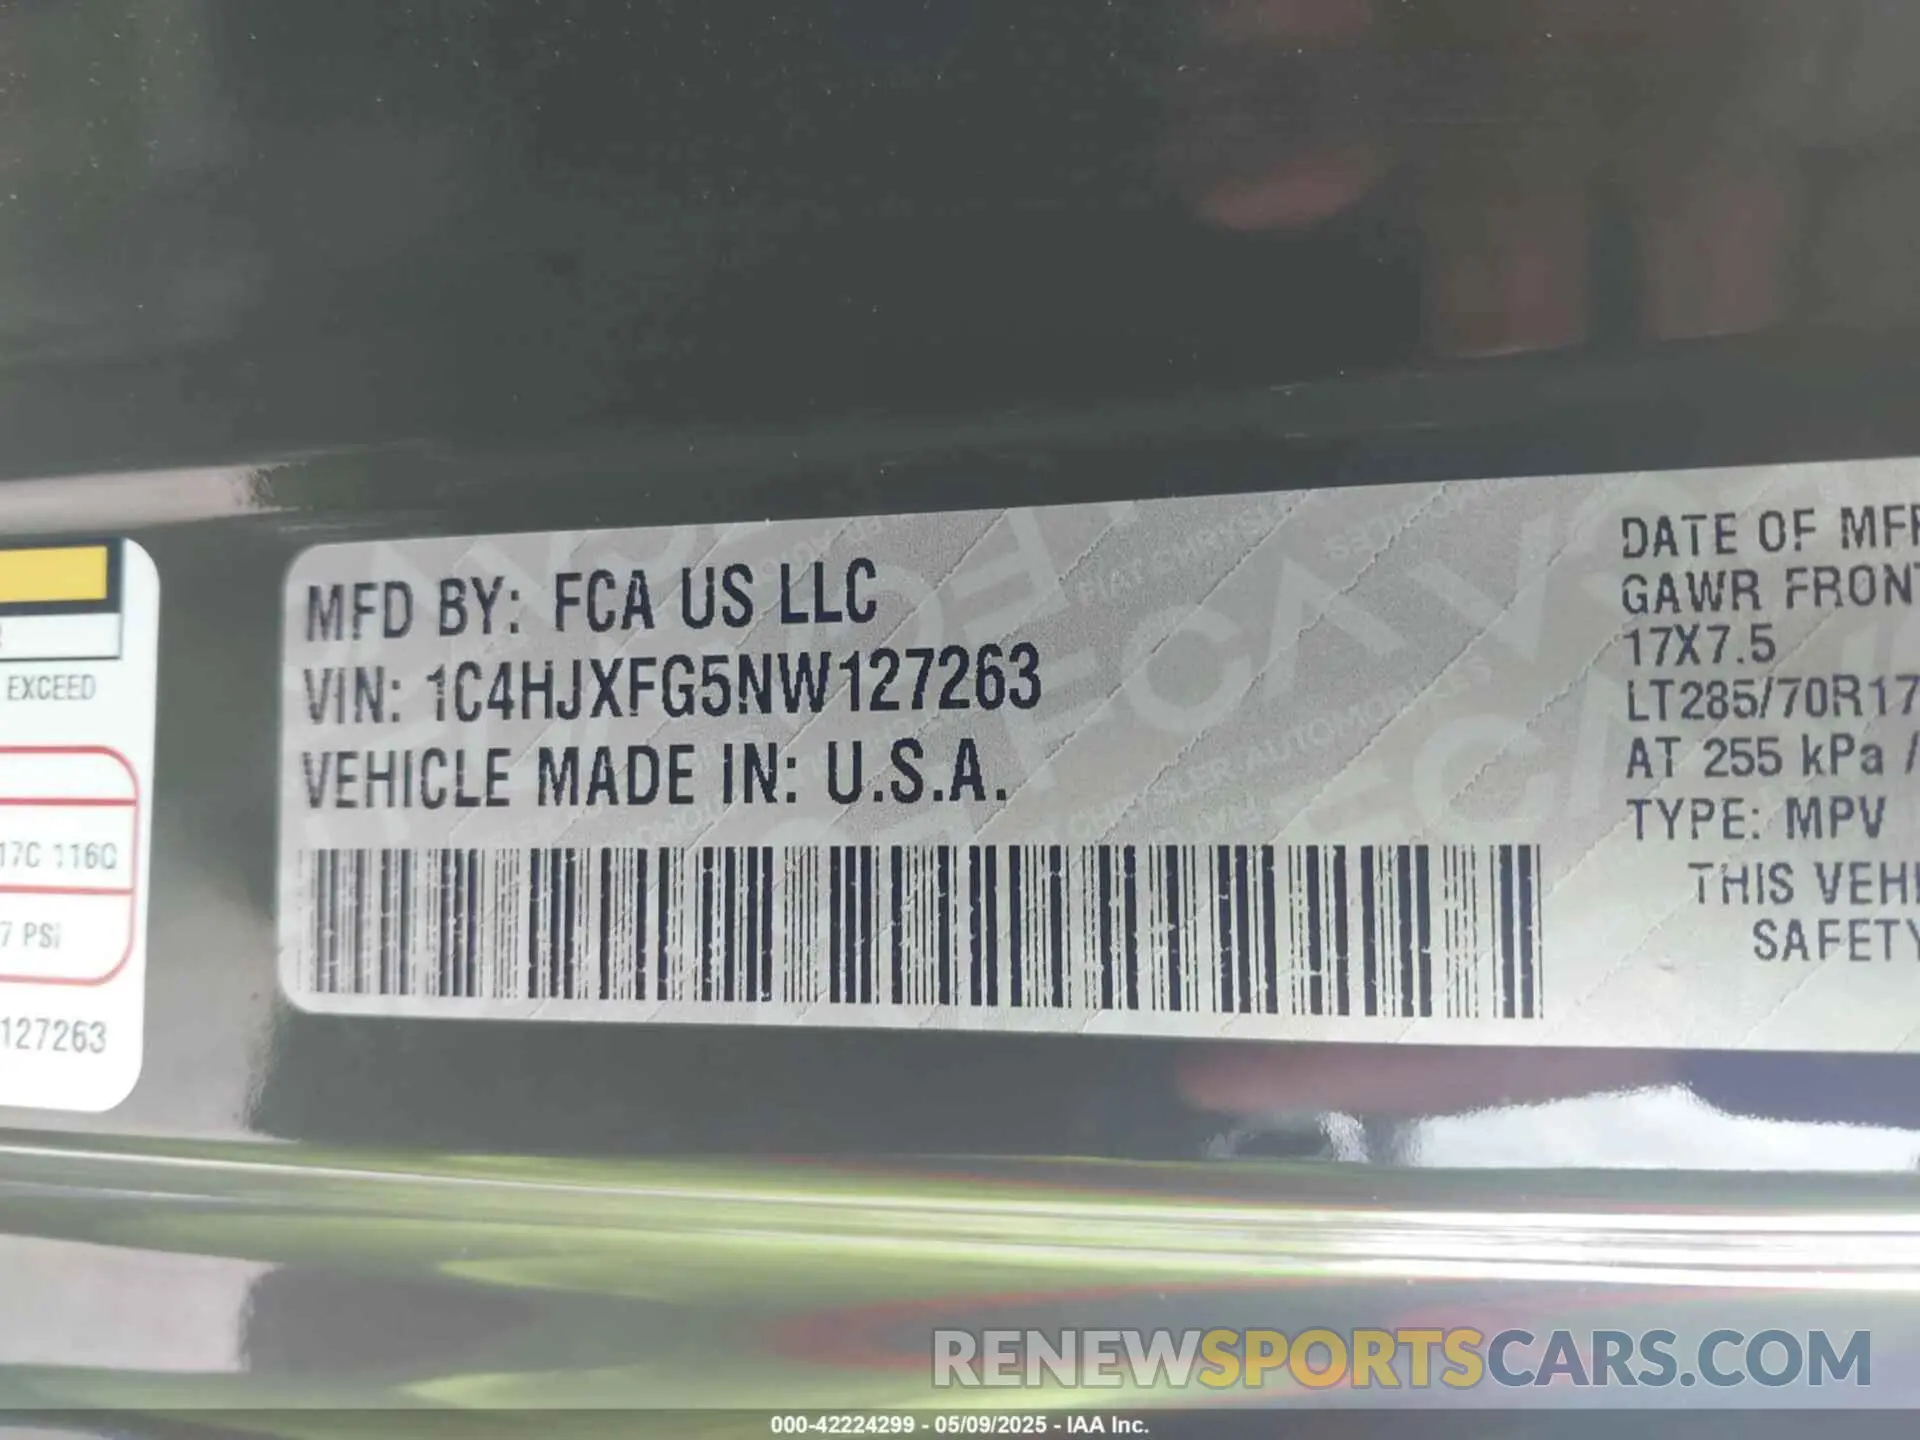 MFD BY: FCA US LLC
VIN: 1C4HJXFG5NW127263
VEHICLE MADE IN: U.S.A.
DATE OF MFR
GAWR FRONT
17X7.5
LT285/70R17
AT 255 kPa /
TYPE: MPV
THIS VEHI
SAFETY
EXCEED
17C 116Q
7 PSI
127263
RENEWSPORTSCARS.COM
000-42224299 - 05/09/2025 - IAA Inc.